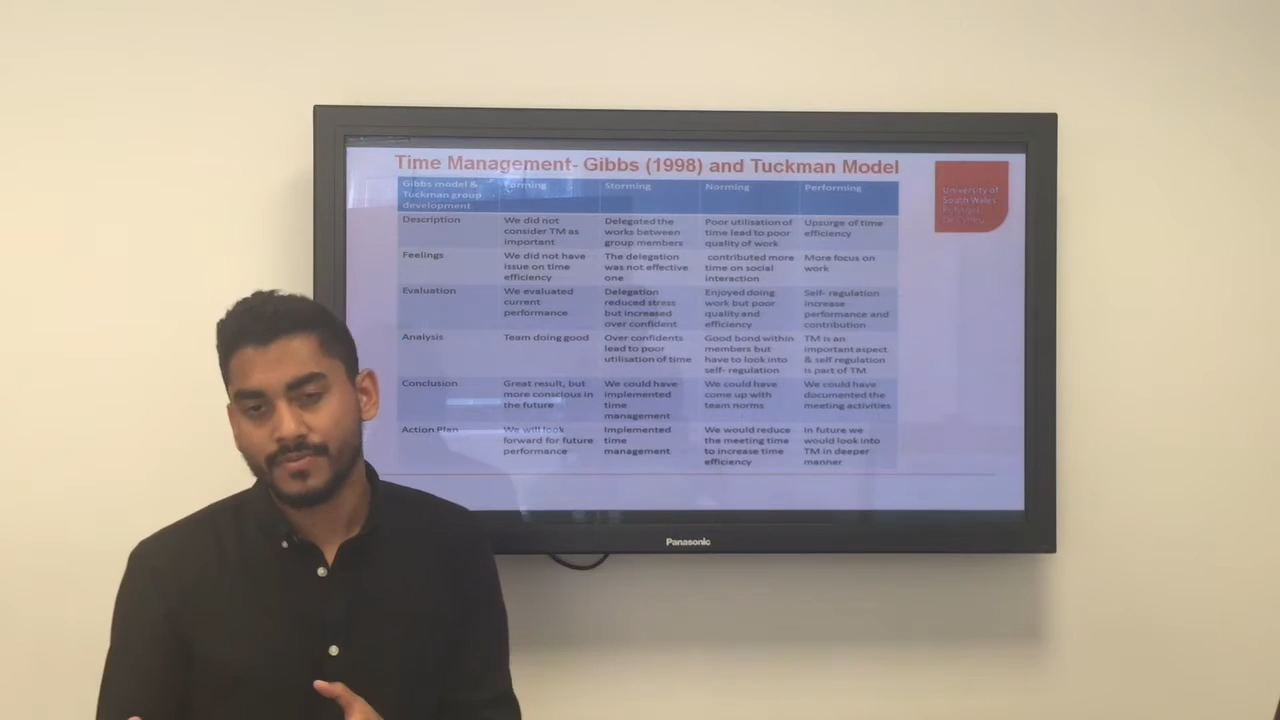 Time Management- Gibbs (1998) and Tuckman Model
Gibbs model &
Tuckman group
development
Forming
Storming
Norming
Performing
Description
We did not
consider TM as
important
Delegated the
works between
group members
Poor utilisation of
time lead to poor
quality of work
Upsurge of time
efficiency
Feelings
We did not have
issue on time
efficiency
The delegation
was not effective
one
contributed more
time on social
interaction
More focus on
work
Evaluation
We evaluated
current
performance
Delegation
reduced stress
but increased
over confident
Enjoyed doing
work but poor
quality and
efficiency
Self- regulation
increase
performance and
contribution
Analysis
Team doing good
Over confidents
lead to poor
utilisation of time
Good bond within
members but
have to look into
self- regulation
TM is an
important aspect
& self regulation
is part of TM
Conclusion
Great result, but
more conscious in
the future
We could have
implemented
time
management
We could have
come up with
team norms
We could have
documented the
meeting activities
Action Plan
We will look
forward for future
performance
Implemented
time
management
We would reduce
the meeting time
to increase time
efficiency
In future we
would look into
TM in deeper
manner
University of
South Wales
Prifysgol
De Cymru
Panasonic